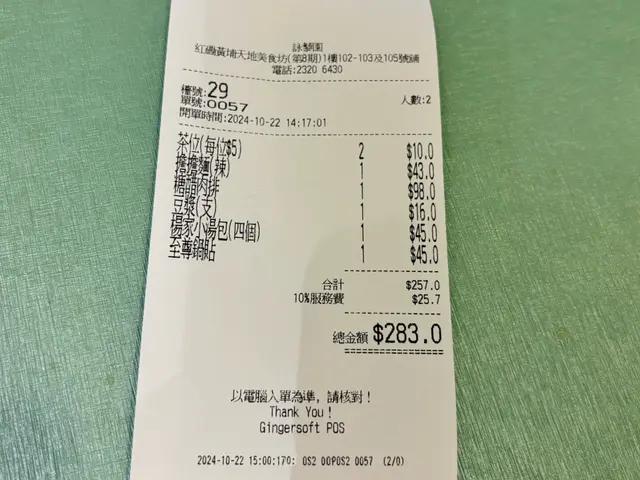 詠藜園
紅磡黃埔天地美食坊(第8期)1樓102-103及105號舖
電話:2320 6430
檯號:29
單號:0057 人數:2
開單時間:2024-10-22 14:17:01
茶位(每位$5) 2 $10.0
擔擔麵(辣) 1 $43.0
糖醋肉排 1 $98.0
豆漿(支) 1 $16.0
楊家小湯包(四個) 1 $45.0
至尊鍋貼 1 $45.0
合計 $257.0
10%服務費 $25.7
總金額 $283.0
以電腦入單為準, 請核對!
Thank You!
Gingersoft POS
2024-10-22 15:00:170: 0S2 00POS2 0057 (2/0)